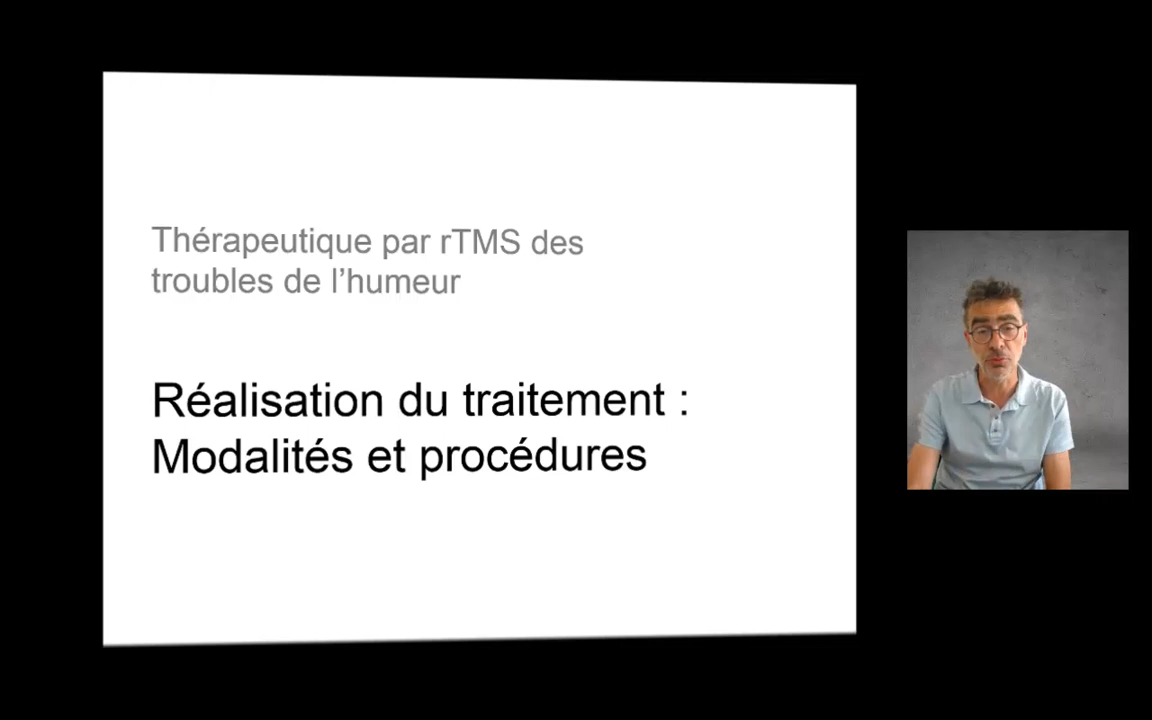 Thérapeutique par rTMS des
troubles de l’humeur
Réalisation du traitement :
Modalités et procédures